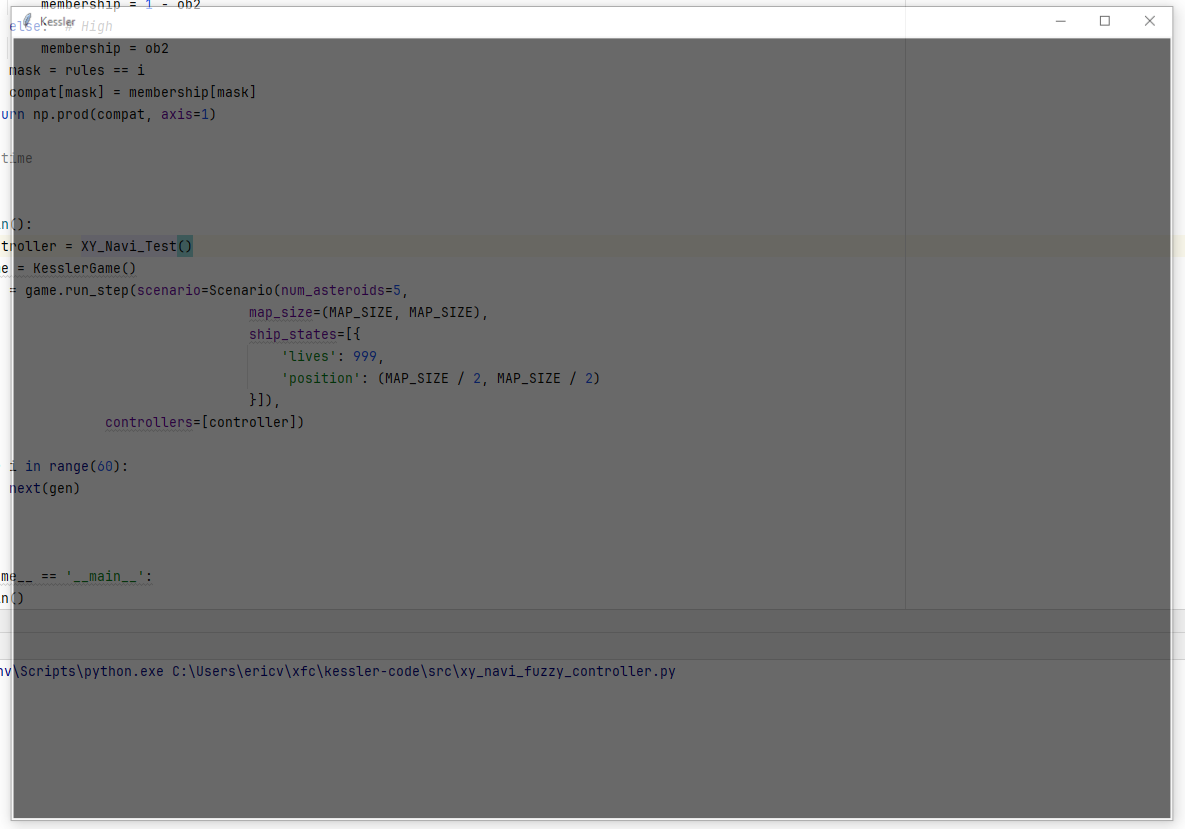 membership = 1 - ob2
Kessler
else: # High
membership = ob2
mask = rules == i
compat[mask] = membership[mask]
urn np.prod(compat, axis=1)
time
n():
troller = XY_Navi_Test()
e = KesslerGame()
= game.run_step(scenario=Scenario(num_asteroids=5,
map_size=(MAP_SIZE, MAP_SIZE),
ship_states=[{
'lives': 999,
'position': (MAP_SIZE / 2, MAP_SIZE / 2)
}]),
controllers=[controller])
i in range(60):
next(gen)
me__ == '__main__':
n()
nv\Scripts\python.exe C:\Users\ericv\xfc\kessler-code\src\xy_navi_fuzzy_controller.py